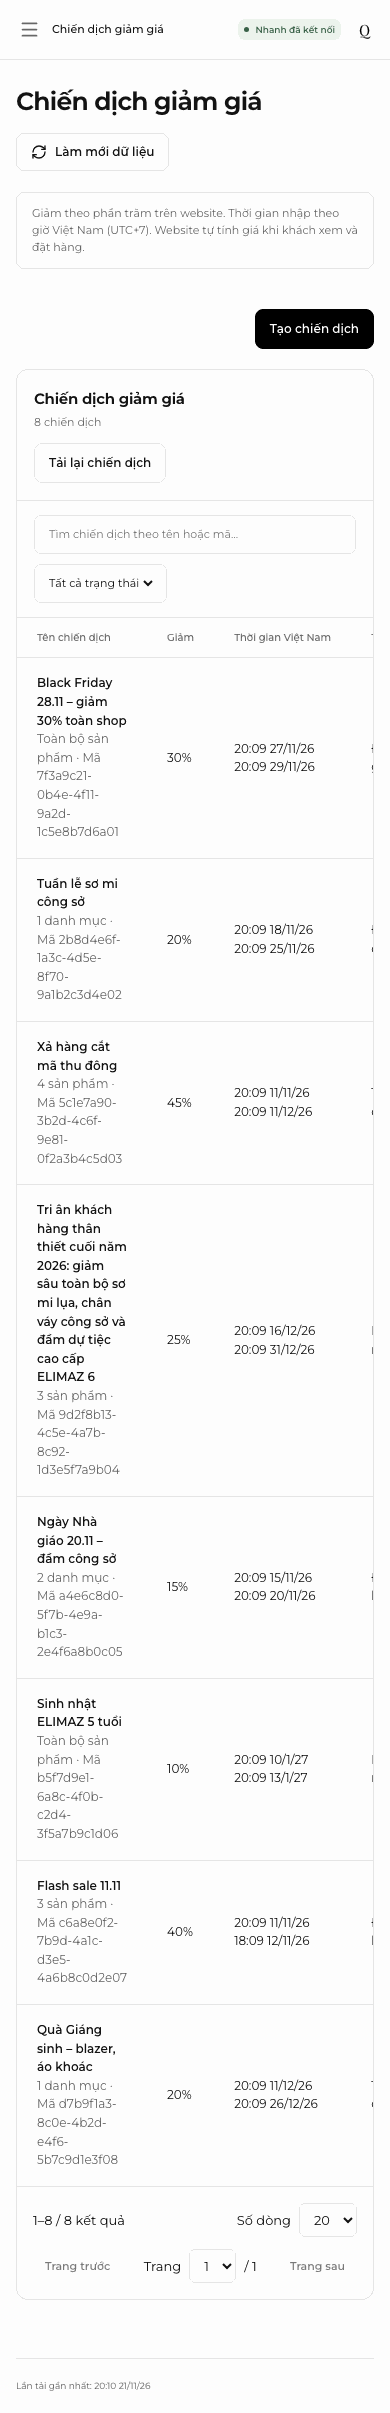 Chiến dịch giảm giá
Nhanh đã kết nối
Q
Chiến dịch giảm giá
Làm mới dữ liệu
Giảm theo phần trăm trên website. Thời gian nhập theo
giờ Việt Nam (UTC+7). Website tự tính giá khi khách xem và
đặt hàng.
Tạo chiến dịch
Chiến dịch giảm giá
8 chiến dịch
Tải lại chiến dịch
Tìm chiến dịch theo tên hoặc mã...
Tất cả trạng thái
Tên chiến dịch Giảm Thời gian Việt Nam
Black Friday
28.11 – giảm
30% toàn shop
Toàn bộ sản
phẩm · Mã
7f3a9c21-
0b4e-4f11-
9a2d-
1c5e8b7d6a01
30%
20:09 27/11/26
20:09 29/11/26
Tuần lễ sơ mi
công sở
1 danh mục ·
Mã 2b8d4e6f-
1a3c-4d5e-
8f70-
9a1b2c3d4e02
20%
20:09 18/11/26
20:09 25/11/26
Xả hàng cắt
mã thu đông
4 sản phẩm ·
Mã 5c1e7a90-
3b2d-4c6f-
9e81-
0f2a3b4c5d03
45%
20:09 11/11/26
20:09 11/12/26
Tri ân khách
hàng thân
thiết cuối năm
2026: giảm
sâu toàn bộ sơ
mi lụa, chân
váy công sở và
đầm dự tiệc
cao cấp
ELIMAZ 6
3 sản phẩm ·
Mã 9d2f8b13-
4c5e-4a7b-
8c92-
1d3e5f7a9b04
25%
20:09 16/12/26
20:09 31/12/26
Ngày Nhà
giáo 20.11 –
đầm công sở
2 danh mục ·
Mã a4e6c8d0-
5f7b-4e9a-
b1c3-
2e4f6a8b0c05
15%
20:09 15/11/26
20:09 20/11/26
Sinh nhật
ELIMAZ 5 tuổi
Toàn bộ sản
phẩm · Mã
b5f7d9e1-
6a8c-4f0b-
c2d4-
3f5a7b9c1d06
10%
20:09 10/1/27
20:09 13/1/27
Flash sale 11.11
3 sản phẩm ·
Mã c6a8e0f2-
7b9d-4a1c-
d3e5-
4a6b8c0d2e07
40%
20:09 11/11/26
18:09 12/11/26
Quà Giáng
sinh – blazer,
áo khoác
1 danh mục ·
Mã d7b9f1a3-
8c0e-4b2d-
e4f6-
5b7c9d1e3f08
20%
20:09 11/12/26
20:09 26/12/26
1–8 / 8 kết quả Số dòng 20
Trang trước Trang 1 / 1 Trang sau
Lần tải gần nhất: 20:10 21/11/26